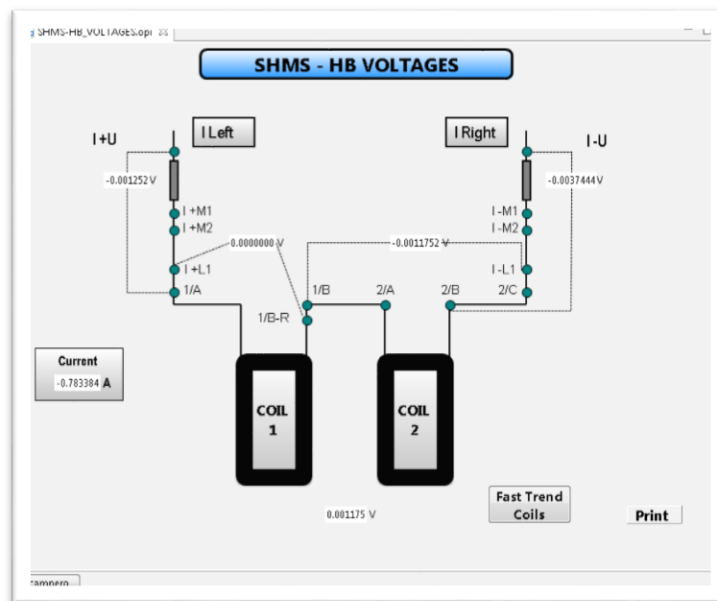 SHMS-HB_VOLTAGES.opi
SHMS - HB VOLTAGES
I +U
I Left
I Right
I -U
-0.001252 V
-0.0037444 V
I +M1
I -M1
I +M2
I -M2
0.0000000 V
-0.0011752 V
I +L1
I -L1
1/A
1/B
2/A
2/B
2/C
1/B-R
Current
-0.783384 A
COIL
1
COIL
2
0.001175 V
Fast Trend
Coils
Print